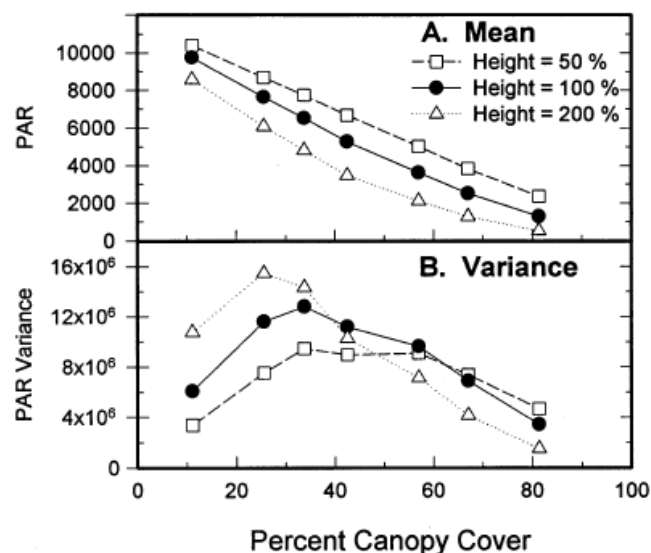 A. Mean
Height = 50 %
Height = 100 %
Height = 200 %
PAR
10000
8000
6000
4000
2000
0
B. Variance
PAR Variance
16x10⁶
12x10⁶
8x10⁶
4x10⁶
0
0 20 40 60 80 100
Percent Canopy Cover